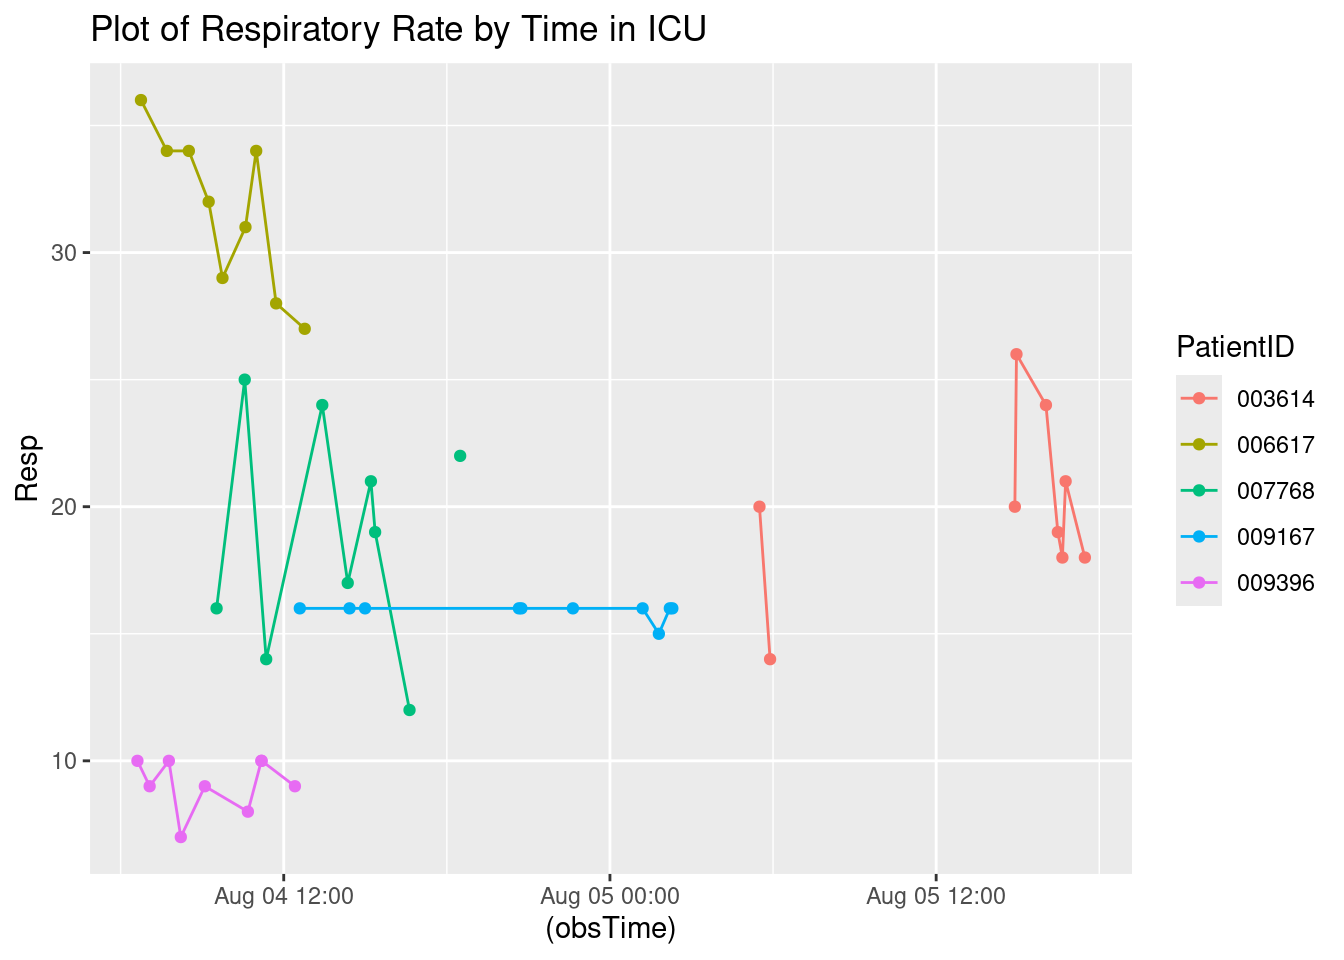 Plot of Respiratory Rate by Time in ICU
Resp
30
20
10
Aug 04 12:00
Aug 05 00:00
Aug 05 12:00
(obsTime)
PatientID
003614
006617
007768
009167
009396